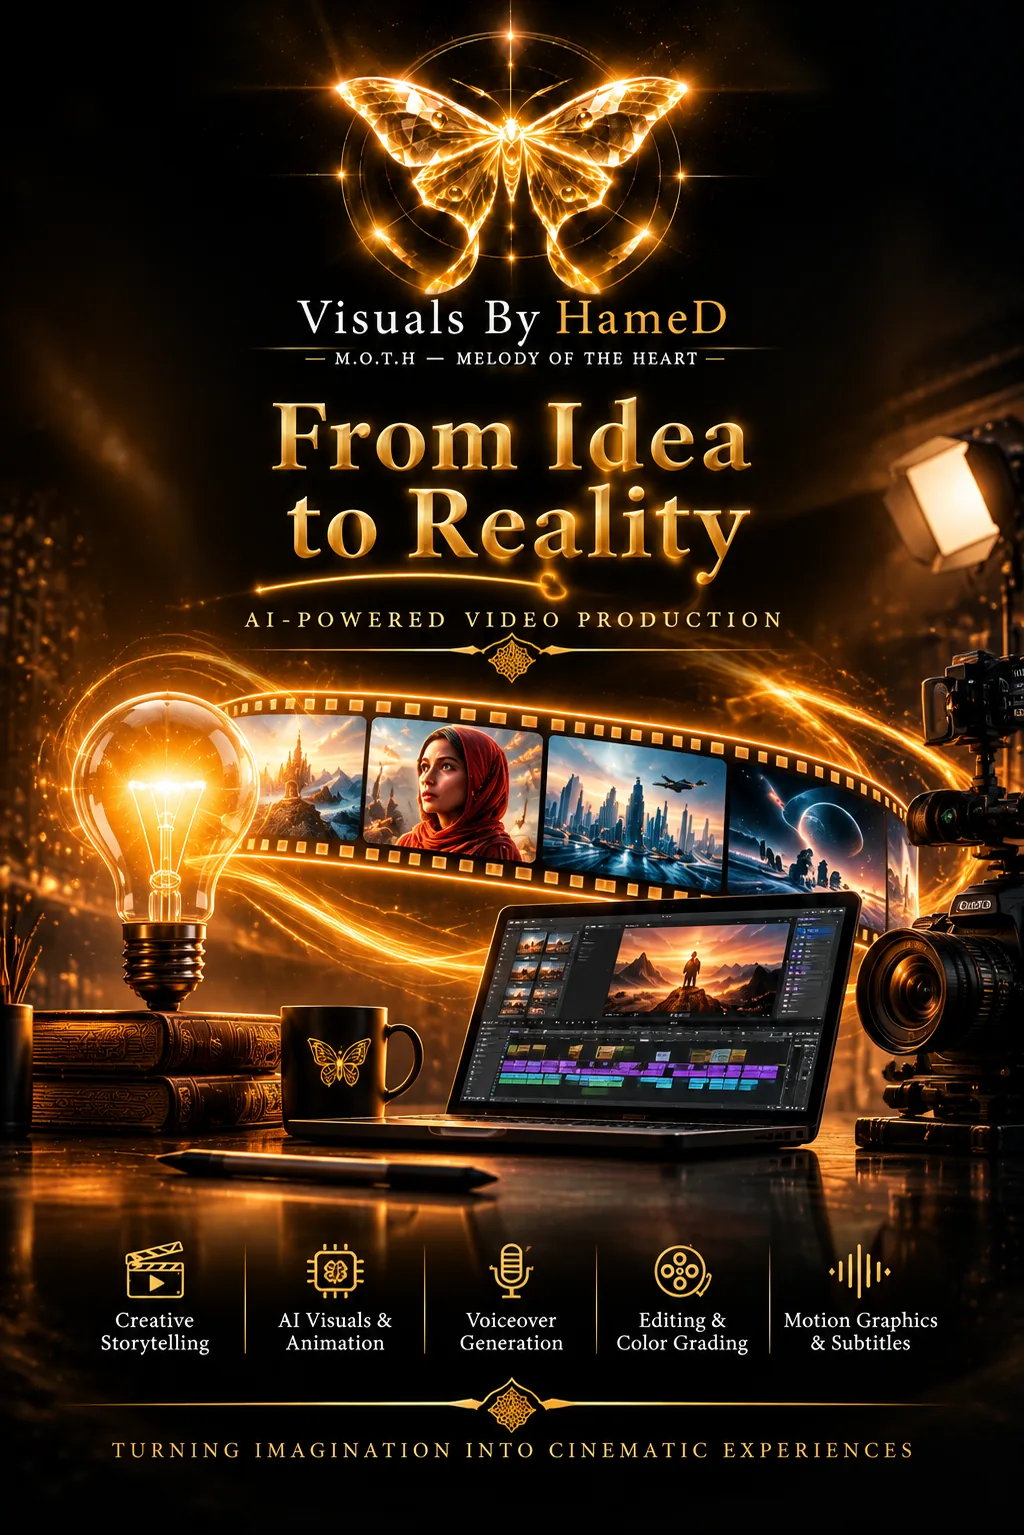 Visuals By HameD
— M.O.T.H — MELODY OF THE HEART —
From Idea
to Reality
AI-POWERED VIDEO PRODUCTION
Creative
Storytelling
AI Visuals &
Animation
Voiceover
Generation
Editing &
Color Grading
Motion Graphics
& Subtitles
TURNING IMAGINATION INTO CINEMATIC EXPERIENCES